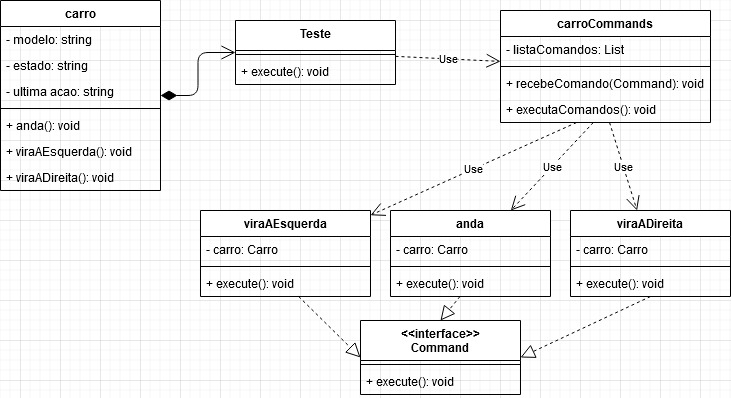 carro
- modelo: string
- estado: string
- ultima acao: string
+ anda(): void
+ viraAEsquerda(): void
+ viraADireita(): void
Teste
+ execute(): void
Use
carroCommands
- listaComandos: List
+ recebeComando(Command): void
+ executaComandos(): void
Use
Use
Use
viraAEsquerda
- carro: Carro
+ execute(): void
anda
- carro: Carro
+ execute(): void
viraADireita
- carro: Carro
+ execute(): void
<<interface>>
Command
+ execute(): void